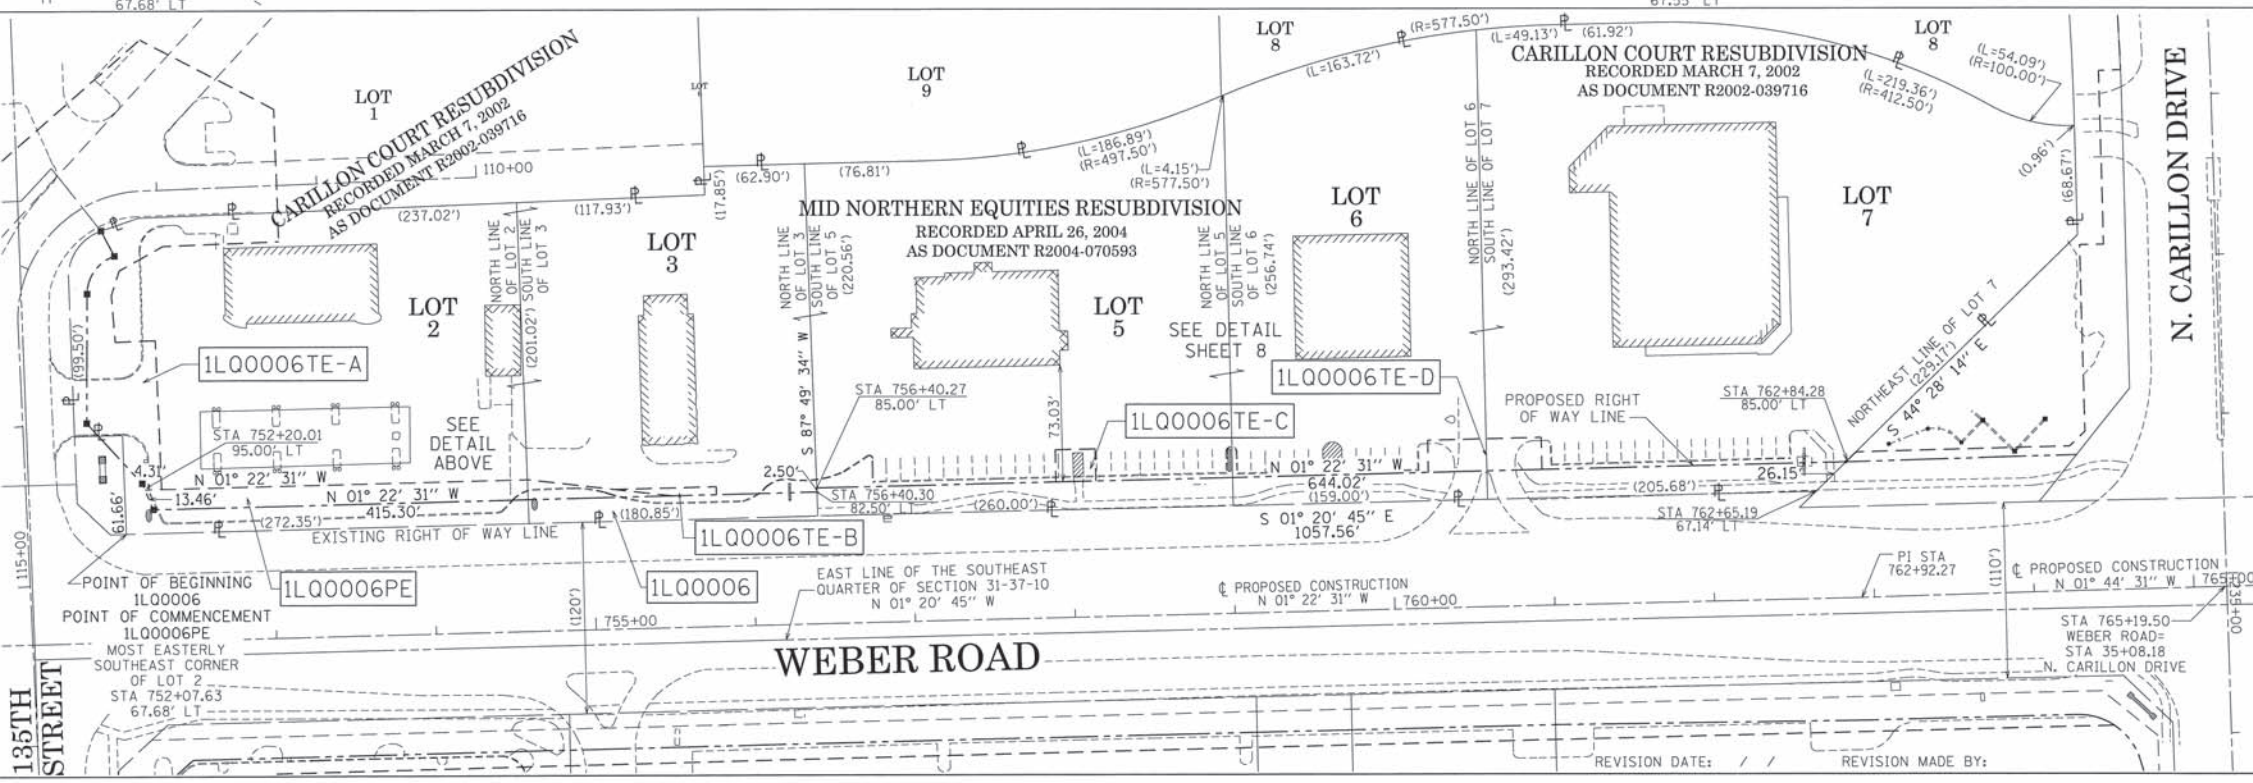 67.68' LT
67.55' LT
LOT
1
CARILLON COURT RESUBDIVISION
RECORDED MARCH 7, 2002
AS DOCUMENT R2002-039716
110+00
LOT
LOT
9
LOT
8
(R=577.50')
(L=163.72')
(L=49.13')
(61.92')
CARILLON COURT RESUBDIVISION
RECORDED MARCH 7, 2002
AS DOCUMENT R2002-039716
LOT
8
(L=54.09')
(R=100.00')
(L=219.36')
(R=412.50')
N. CARILLON DRIVE
(237.02')
(117.93')
(17.85')
(62.90')
(76.81')
(L=186.89')
(R=497.50')
(L=4.15')
(R=577.50')
(0.96')
(68.67')
MID NORTHERN EQUITIES RESUBDIVISION
RECORDED APRIL 26, 2004
AS DOCUMENT R2004-070593
LOT
2
NORTH LINE
OF LOT 2
(201.02') SOUTH LINE
OF LOT 3
LOT
3
NORTH LINE
OF LOT 3
SOUTH LINE
OF LOT 5
(220.56')
S 87° 49' 34" W
LOT
5
NORTH LINE
OF LOT 5
SOUTH LINE
OF LOT 6
(256.74')
LOT
6
NORTH LINE OF LOT 6
SOUTH LINE OF LOT 7
(293.42')
LOT
7
NORTHEAST LINE OF LOT 7
(229.17')
S 44° 28' 14" E
(99.50')
1LQ0006TE-A
SEE
DETAIL
ABOVE
STA 752+20.01
95.00' LT
STA 756+40.27
85.00' LT
73.03'
SEE DETAIL
SHEET 8
1LQ0006TE-C
1LQ0006TE-D
PROPOSED RIGHT
OF WAY LINE
STA 762+84.28
85.00' LT
4.31'
13.46'
61.66'
N 01° 22' 31" W
N 01° 22' 31" W
415.30'
(272.35')
EXISTING RIGHT OF WAY LINE
(180.85')
2.50'
STA 756+40.30
82.50' LT
(260.00')
N 01° 22' 31" W
644.02'
(159.00')
S 01° 20' 45" E
1057.56'
(205.68')
26.15'
STA 762+65.19
67.14' LT
1LQ0006TE-B
1LQ0006PE
1LQ0006
115+00
POINT OF BEGINNING
1LQ0006
POINT OF COMMENCEMENT
1LQ0006PE
MOST EASTERLY
SOUTHEAST CORNER
OF LOT 2
STA 752+07.63
67.68' LT
(120')
755+00
EAST LINE OF THE SOUTHEAST
QUARTER OF SECTION 31-37-10
N 01° 20' 45" W
℄ PROPOSED CONSTRUCTION
N 01° 22' 31" W
760+00
PI STA
762+92.27
(110')
℄ PROPOSED CONSTRUCTION
N 01° 44' 31" W
765+00
235+00
STA 765+19.50
WEBER ROAD=
STA 35+08.18
N. CARILLON DRIVE
WEBER ROAD
135TH
STREET
REVISION DATE: / /
REVISION MADE BY: